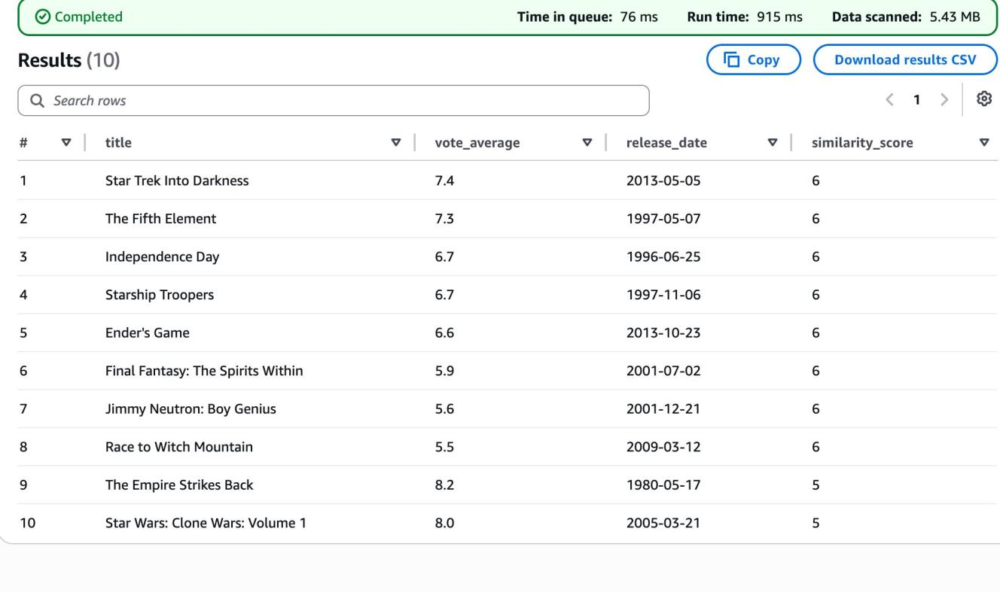 Completed Time in queue: 76 ms Run time: 915 ms Data scanned: 5.43 MB
Results (10) Copy Download results CSV
Search rows 1
# title vote_average release_date similarity_score
1 Star Trek Into Darkness 7.4 2013-05-05 6
2 The Fifth Element 7.3 1997-05-07 6
3 Independence Day 6.7 1996-06-25 6
4 Starship Troopers 6.7 1997-11-06 6
5 Ender's Game 6.6 2013-10-23 6
6 Final Fantasy: The Spirits Within 5.9 2001-07-02 6
7 Jimmy Neutron: Boy Genius 5.6 2001-12-21 6
8 Race to Witch Mountain 5.5 2009-03-12 6
9 The Empire Strikes Back 8.2 1980-05-17 5
10 Star Wars: Clone Wars: Volume 1 8.0 2005-03-21 5